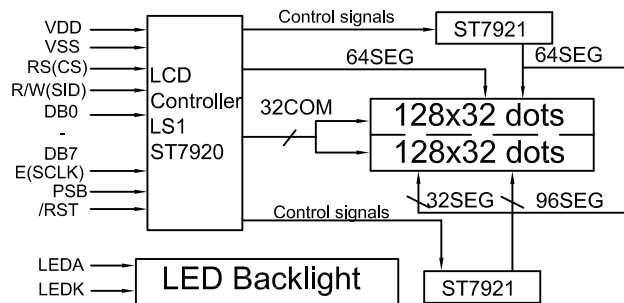 VDD
VSS
RS(CS)
R/W(SID)
DB0
-
DB7
E(SCLK)
PSB
/RST
LCD
Controller
LS1
ST7920
Control signals
ST7921
64SEG
64SEG
32COM
128x32 dots
128x32 dots
32SEG
96SEG
Control signals
ST7921
LEDA
LEDK
LED Backlight